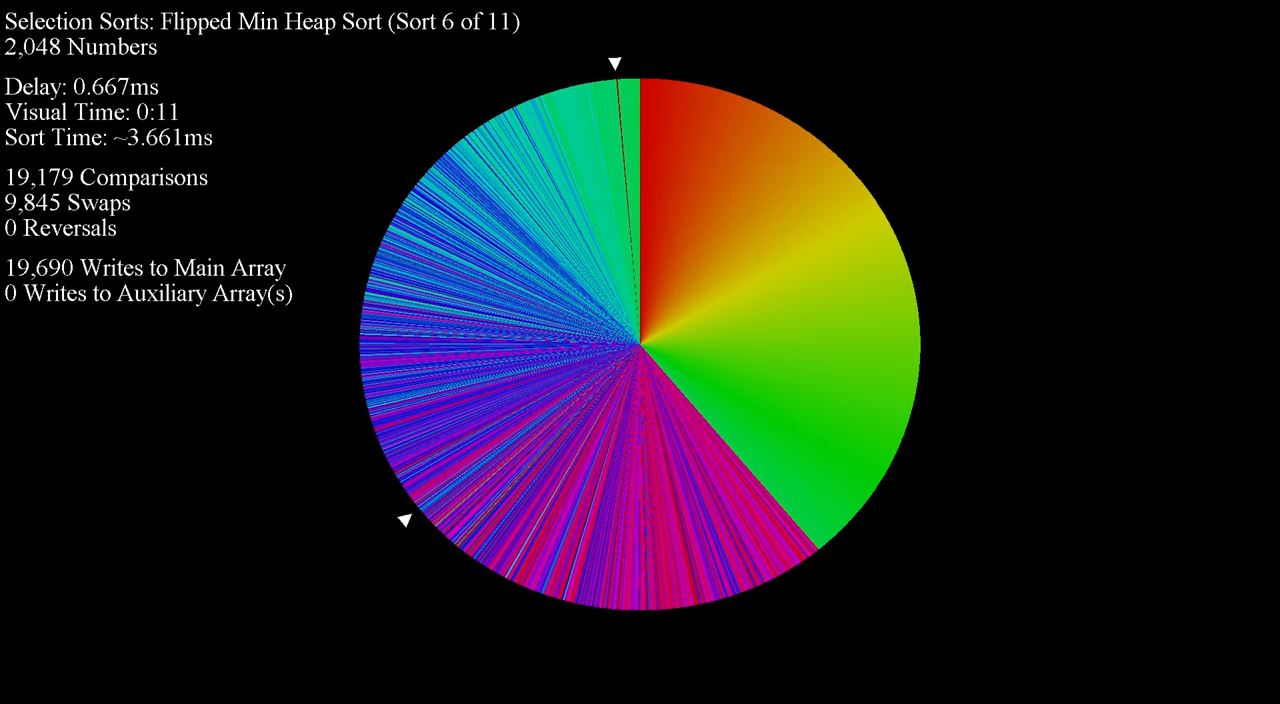 Selection Sorts: Flipped Min Heap Sort (Sort 6 of 11)
2,048 Numbers
Delay: 0.667ms
Visual Time: 0:11
Sort Time: ~3.661ms
19,179 Comparisons
9,845 Swaps
0 Reversals
19,690 Writes to Main Array
0 Writes to Auxiliary Array(s)